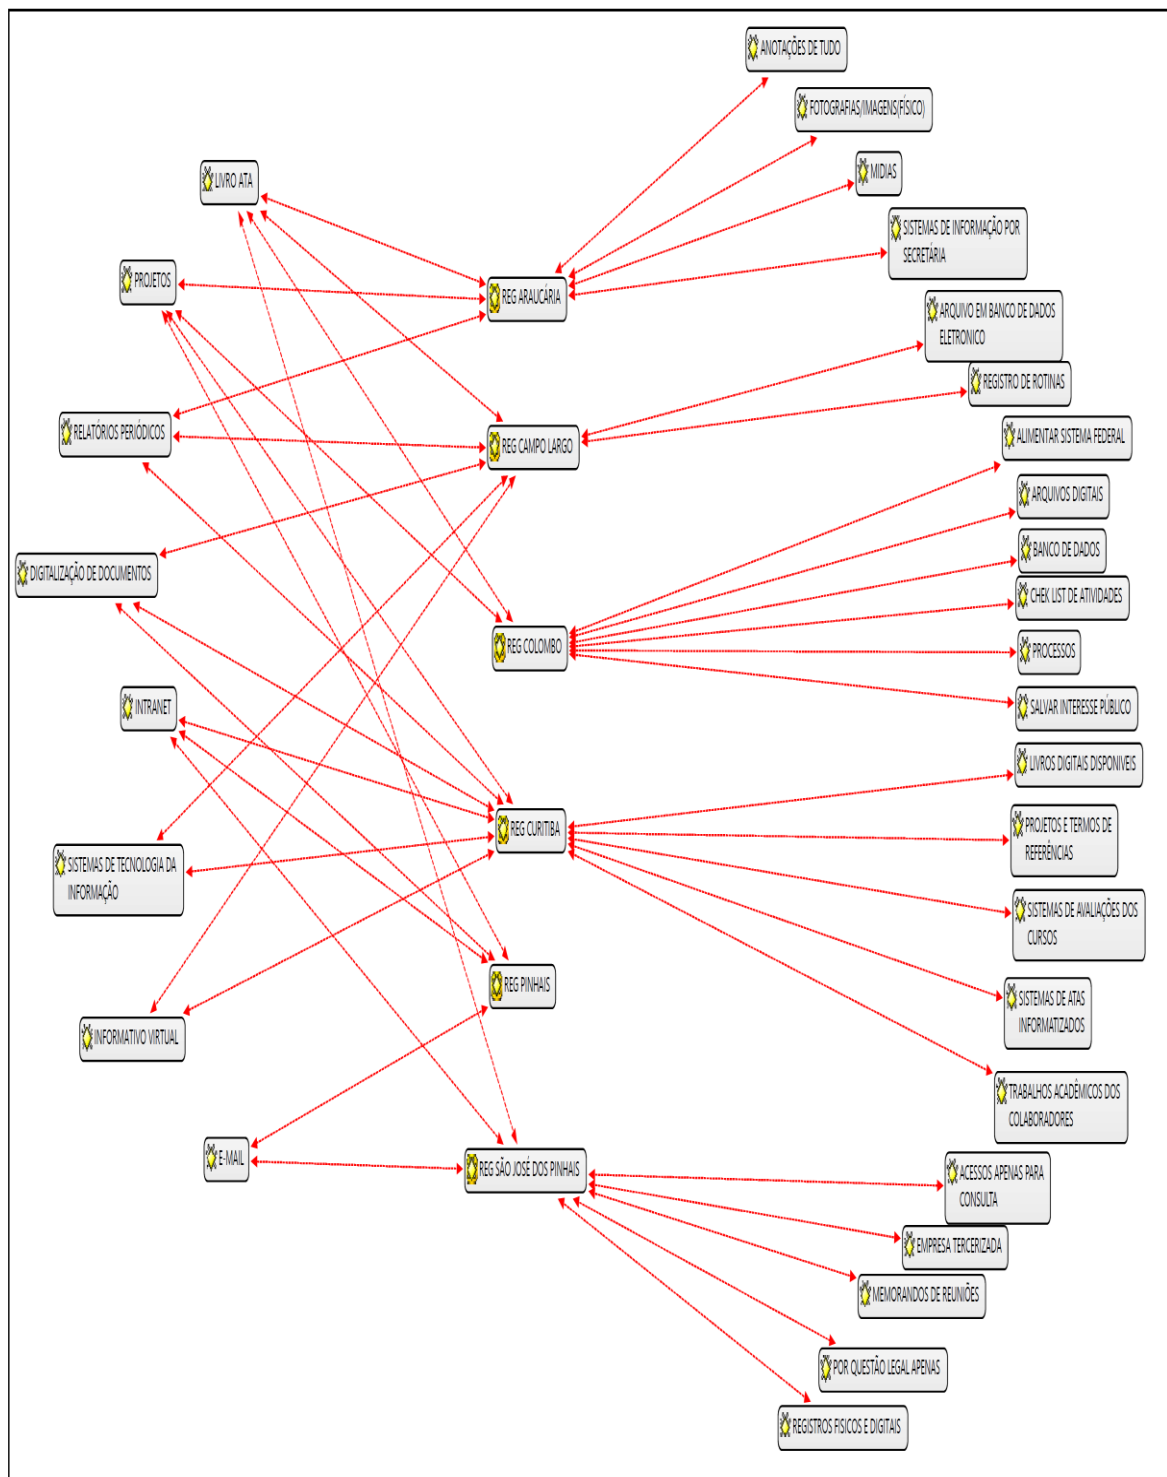 ANOTAÇÕES DE TUDO
FOTOGRAFIAS/IMAGENS(FÍSICO)
MIDIAS
SISTEMAS DE INFORMAÇÃO POR
SECRETÁRIA
ARQUIVO EM BANCO DE DADOS
ELETRONICO
REGISTRO DE ROTINAS
ALIMENTAR SISTEMA FEDERAL
ARQUIVOS DIGITAIS
BANCO DE DADOS
CHEK LIST DE ATIVIDADES
PROCESSOS
SALVAR INTERESSE PÚBLICO
LIVROS DIGITAIS DISPONIVEIS
PROJETOS E TERMOS DE
REFERÊNCIAS
SISTEMAS DE AVALIAÇÕES DOS
CURSOS
SISTEMAS DE ATAS
INFORMATIZADOS
TRABALHOS ACADÊMICOS DOS
COLABORADORES
ACESSOS APENAS PARA
CONSULTA
EMPRESA TERCERIZADA
MEMORANDOS DE REUNIÕES
POR QUESTÃO LEGAL APENAS
REGISTROS FISICOS E DIGITAIS
LIVRO ATA
PROJETOS
RELATÓRIOS PERIÓDICOS
DIGITALIZAÇÃO DE DOCUMENTOS
INTRANET
SISTEMAS DE TECNOLOGIA DA
INFORMAÇÃO
INFORMATIVO VIRTUAL
E-MAIL
REG ARAUCÁRIA
REG CAMPO LARGO
REG COLOMBO
REG CURITIBA
REG PINHAIS
REG SÃO JOSÉ DOS PINHAIS